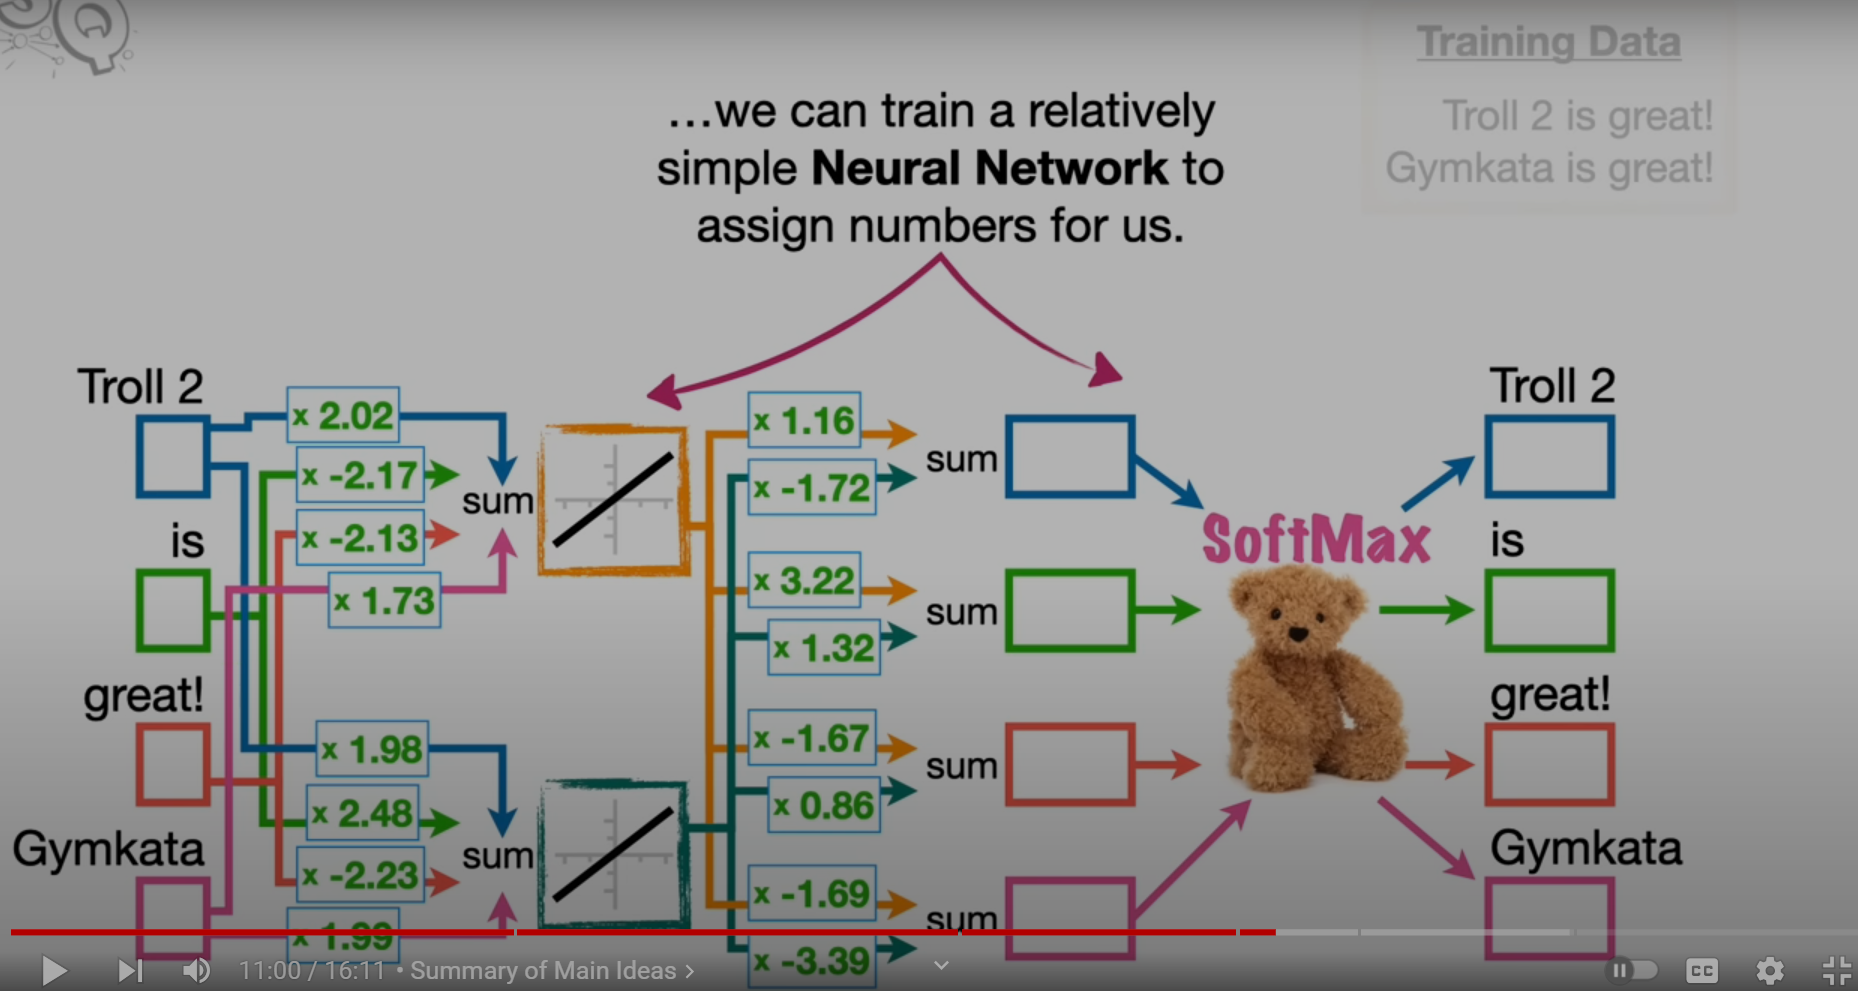 Training Data
Troll 2 is great!
Gymkata is great!
...we can train a relatively
simple Neural Network to
assign numbers for us.
Troll 2
is
great!
Gymkata
x 2.02
x -2.17
x -2.13
x 1.73
sum
x 1.98
x 2.48
x -2.23
x 1.99
sum
x 1.16
x -1.72
sum
x 3.22
x 1.32
sum
x -1.67
x 0.86
sum
x -1.69
x -3.39
sum
SoftMax
Troll 2
is
great!
Gymkata
11:00 / 16:11 • Summary of Main Ideas >
CC